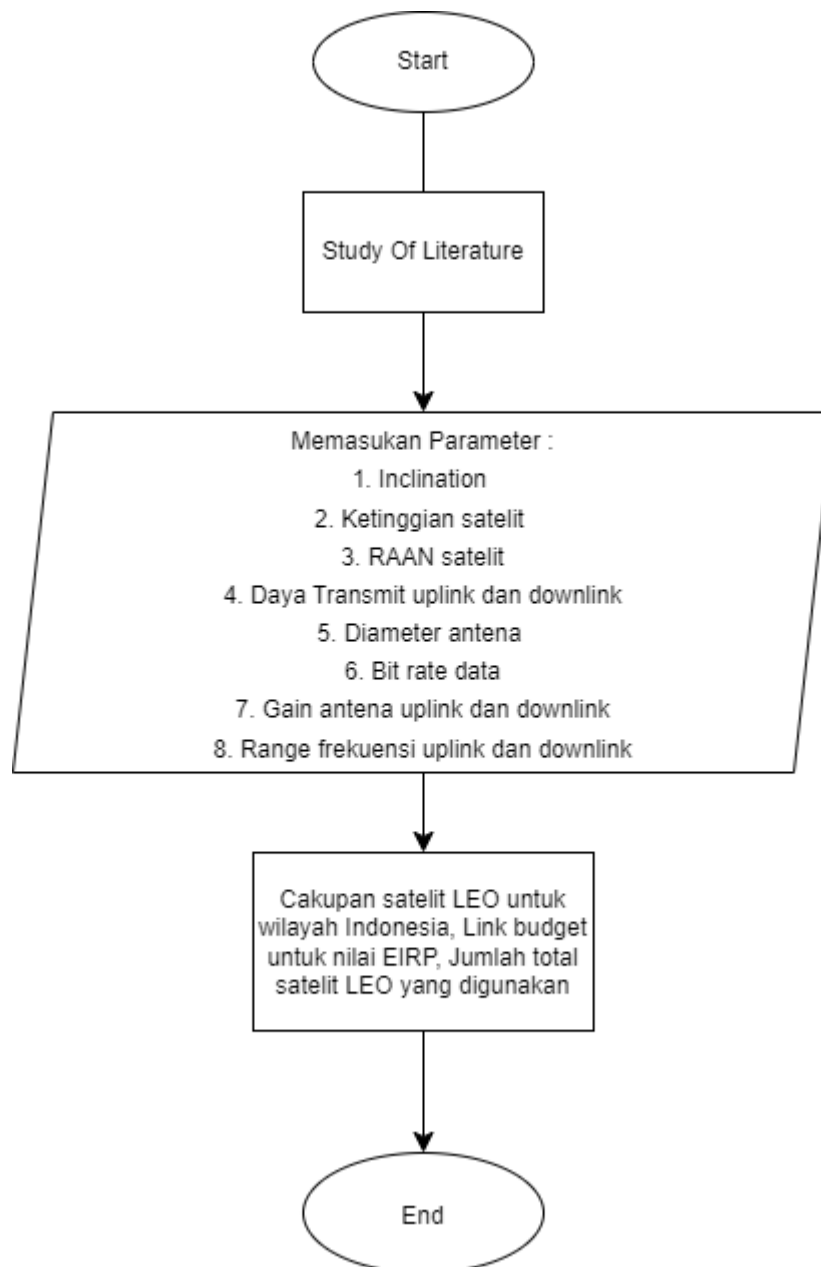 Start
Study Of Literature
Memasukan Parameter :
1. Inclination
2. Ketinggian satelit
3. RAAN satelit
4. Daya Transmit uplink dan downlink
5. Diameter antena
6. Bit rate data
7. Gain antena uplink dan downlink
8. Range frekuensi uplink dan downlink
Cakupan satelit LEO untuk
wilayah Indonesia, Link budget
untuk nilai EIRP, Jumlah total
satelit LEO yang digunakan
End